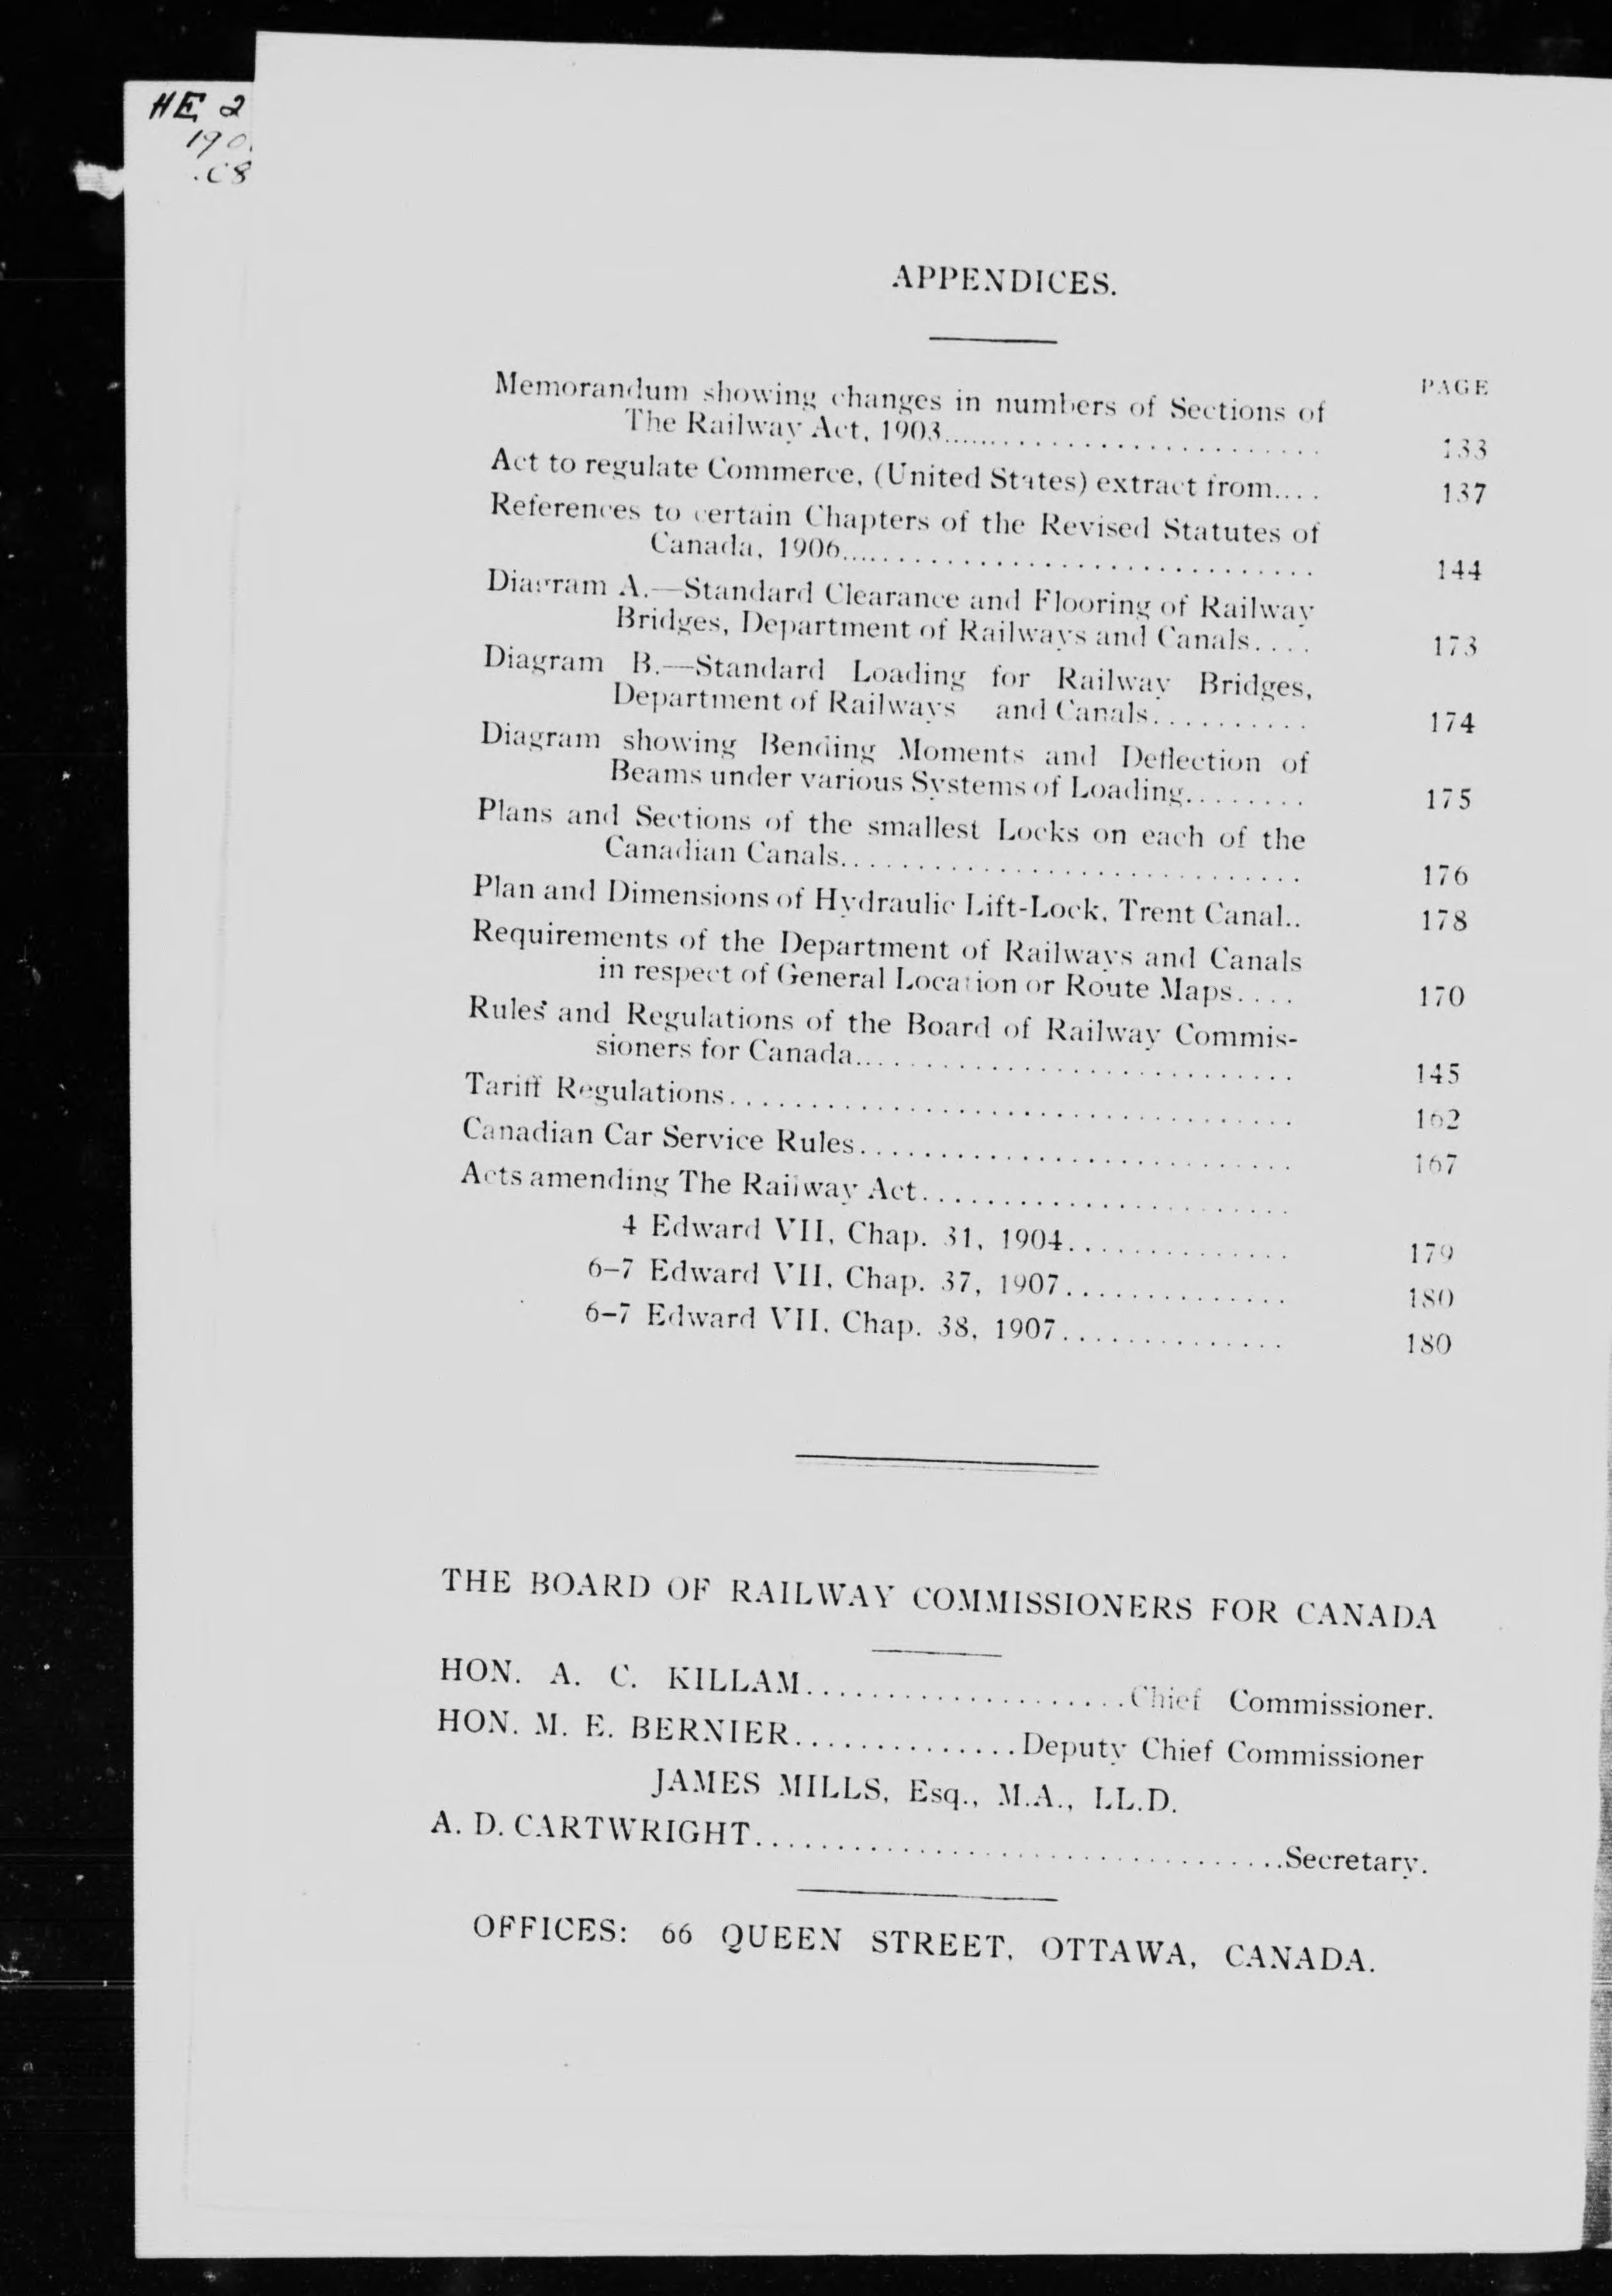 HE 2
190
.C8
APPENDICES.
PAGE
Memorandum showing changes in numbers of Sections of
The Railway Act, 1903.......................... 133
Act to regulate Commerce, (United States) extract from.... 137
References to certain Chapters of the Revised Statutes of
Canada, 1906.............................. 144
Diagram A.—Standard Clearance and Flooring of Railway
Bridges, Department of Railways and Canals.... 173
Diagram B.—Standard Loading for Railway Bridges,
Department of Railways and Canals.......... 174
Diagram showing Bending Moments and Deflection of
Beams under various Systems of Loading........ 175
Plans and Sections of the smallest Locks on each of the
Canadian Canals.............................. 176
Plan and Dimensions of Hydraulic Lift-Lock, Trent Canal.. 178
Requirements of the Department of Railways and Canals
in respect of General Location or Route Maps.... 170
Rules and Regulations of the Board of Railway Commis-
sioners for Canada............................ 145
Tariff Regulations.................................... 162
Canadian Car Service Rules............................ 167
Acts amending The Railway Act........................
4 Edward VII, Chap. 31, 1904.............. 179
6–7 Edward VII, Chap. 37, 1907.............. 180
6–7 Edward VII, Chap. 38, 1907.............. 180
THE BOARD OF RAILWAY COMMISSIONERS FOR CANADA
HON. A. C. KILLAM....................Chief Commissioner.
HON. M. E. BERNIER..............Deputy Chief Commissioner
JAMES MILLS, Esq., M.A., LL.D.
A. D. CARTWRIGHT.................................Secretary.
OFFICES: 66 QUEEN STREET, OTTAWA, CANADA.